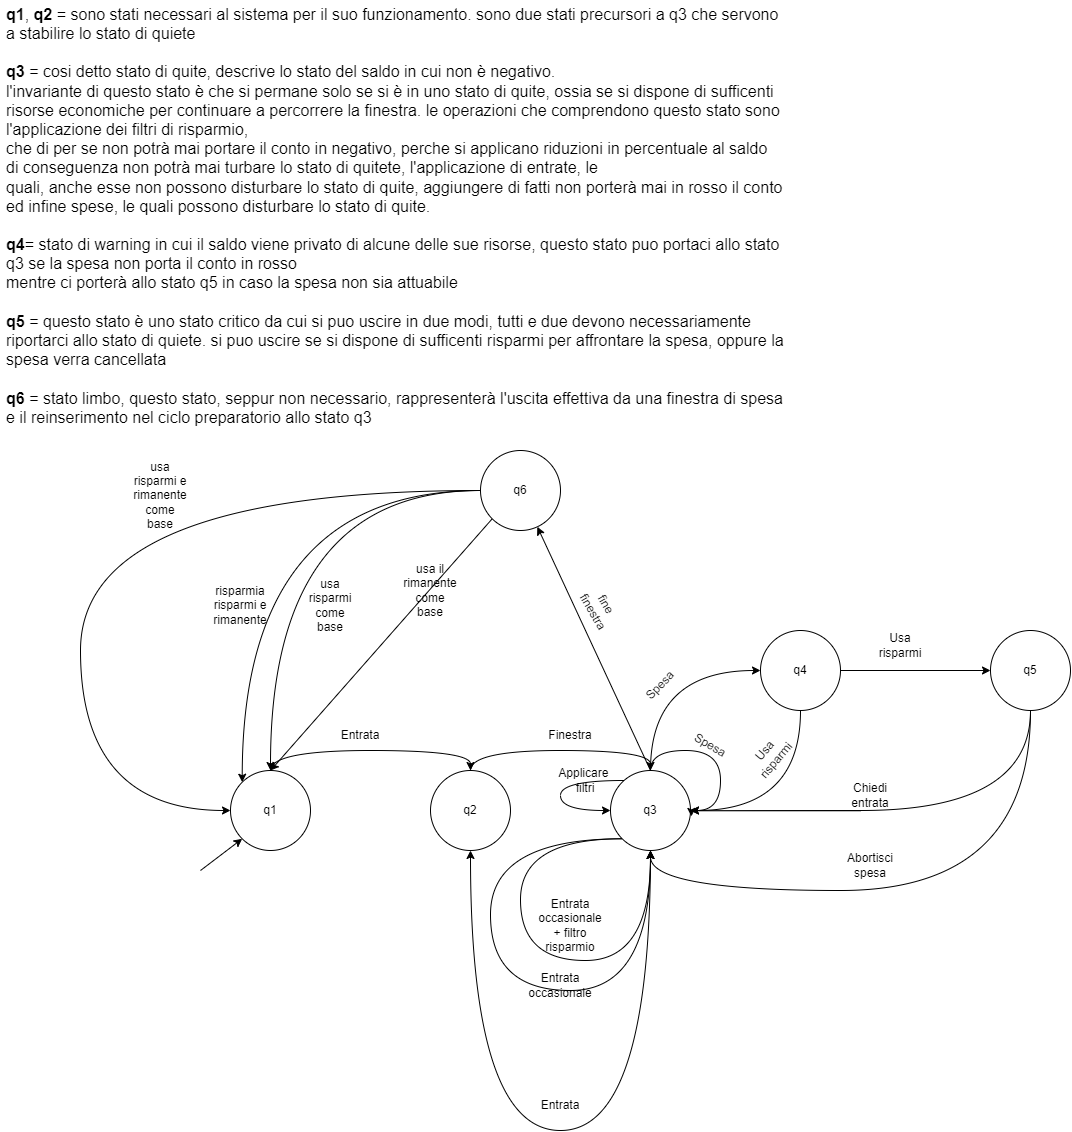 q1, q2 = sono stati necessari al sistema per il suo funzionamento. sono due stati precursori a q3 che servono
a stabilire lo stato di quiete
q3 = cosi detto stato di quite, descrive lo stato del saldo in cui non è negativo.
l'invariante di questo stato è che si permane solo se si è in uno stato di quite, ossia se si dispone di sufficenti
risorse economiche per continuare a percorrere la finestra. le operazioni che comprendono questo stato sono
l'applicazione dei filtri di risparmio,
che di per se non potrà mai portare il conto in negativo, perche si applicano riduzioni in percentuale al saldo
di conseguenza non potrà mai turbare lo stato di quitete, l'applicazione di entrate, le
quali, anche esse non possono disturbare lo stato di quite, aggiungere di fatti non porterà mai in rosso il conto
ed infine spese, le quali possono disturbare lo stato di quite.
q4= stato di warning in cui il saldo viene privato di alcune delle sue risorse, questo stato puo portaci allo stato
q3 se la spesa non porta il conto in rosso
mentre ci porterà allo stato q5 in caso la spesa non sia attuabile
q5 = questo stato è uno stato critico da cui si puo uscire in due modi, tutti e due devono necessariamente
riportarci allo stato di quiete. si puo uscire se si dispone di sufficenti risparmi per affrontare la spesa, oppure la
spesa verra cancellata
q6 = stato limbo, questo stato, seppur non necessario, rappresenterà l'uscita effettiva da una finestra di spesa
e il reinserimento nel ciclo preparatorio allo stato q3
usa
risparmi e
rimanente
come
base
q6
risparmia
risparmi e
rimanente
usa
risparmi
come
base
usa il
rimanente
come
base
fine
finestra
Spesa
q4
Usa
risparmi
q5
Entrata
Finestra
Spesa
Usa
risparmi
Applicare
filtri
q1
q2
q3
Chiedi
entrata
Abortisci
spesa
Entrata
occasionale
+ filtro
risparmio
Entrata
occasionale
Entrata